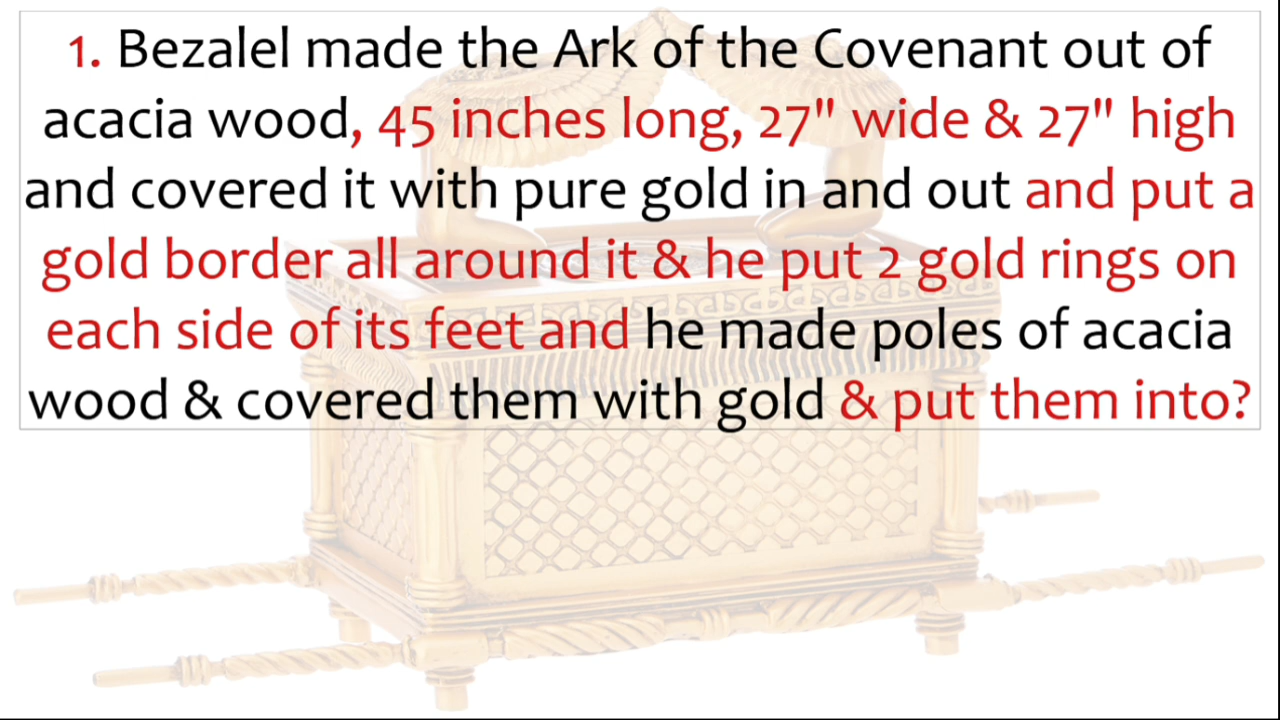 1. Bezalel made the Ark of the Covenant out of
acacia wood, 45 inches long, 27" wide & 27" high
and covered it with pure gold in and out and put a
gold border all around it & he put 2 gold rings on
each side of its feet and he made poles of acacia
wood & covered them with gold & put them into?